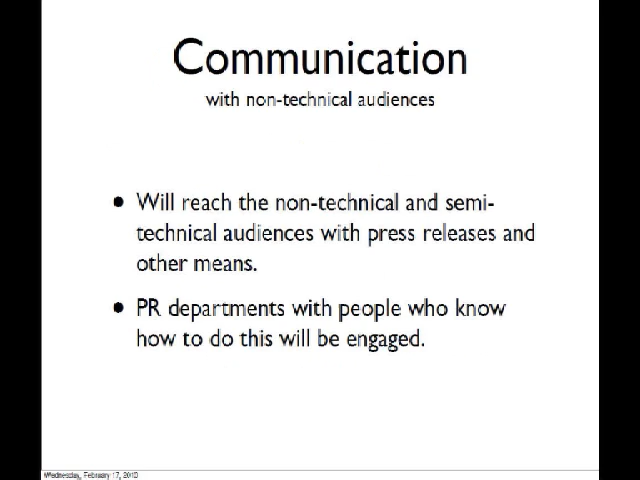 Communication
with non-technical audiences
• Will reach the non-technical and semi-
technical audiences with press releases and
other means.
• PR departments with people who know
how to do this will be engaged.
Wednesday, February 17, 2010